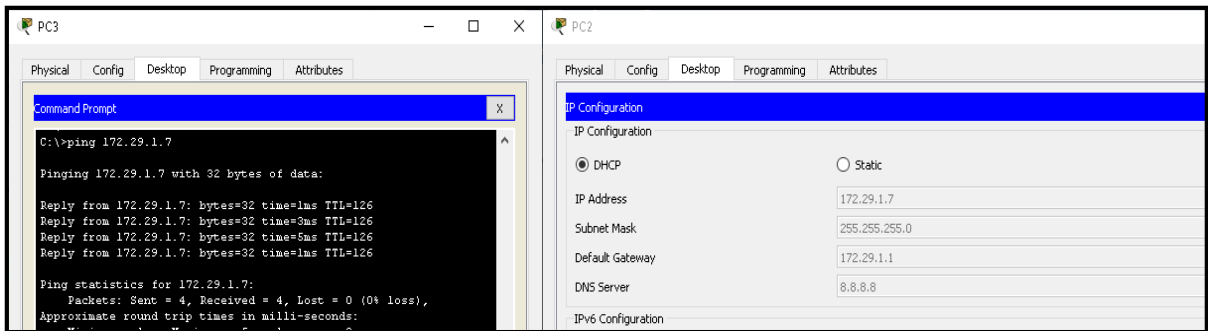 PC3
Physical Config Desktop Programming Attributes
Command Prompt X
C:\>ping 172.29.1.7
Pinging 172.29.1.7 with 32 bytes of data:
Reply from 172.29.1.7: bytes=32 time=1ms TTL=126
Reply from 172.29.1.7: bytes=32 time=3ms TTL=126
Reply from 172.29.1.7: bytes=32 time=5ms TTL=126
Reply from 172.29.1.7: bytes=32 time=1ms TTL=126
Ping statistics for 172.29.1.7:
Packets: Sent = 4, Received = 4, Lost = 0 (0% loss),
Approximate round trip times in milli-seconds:
PC2
Physical Config Desktop Programming Attributes
IP Configuration
IP Configuration
DHCP Static
IP Address 172.29.1.7
Subnet Mask 255.255.255.0
Default Gateway 172.29.1.1
DNS Server 8.8.8.8
IPv6 Configuration